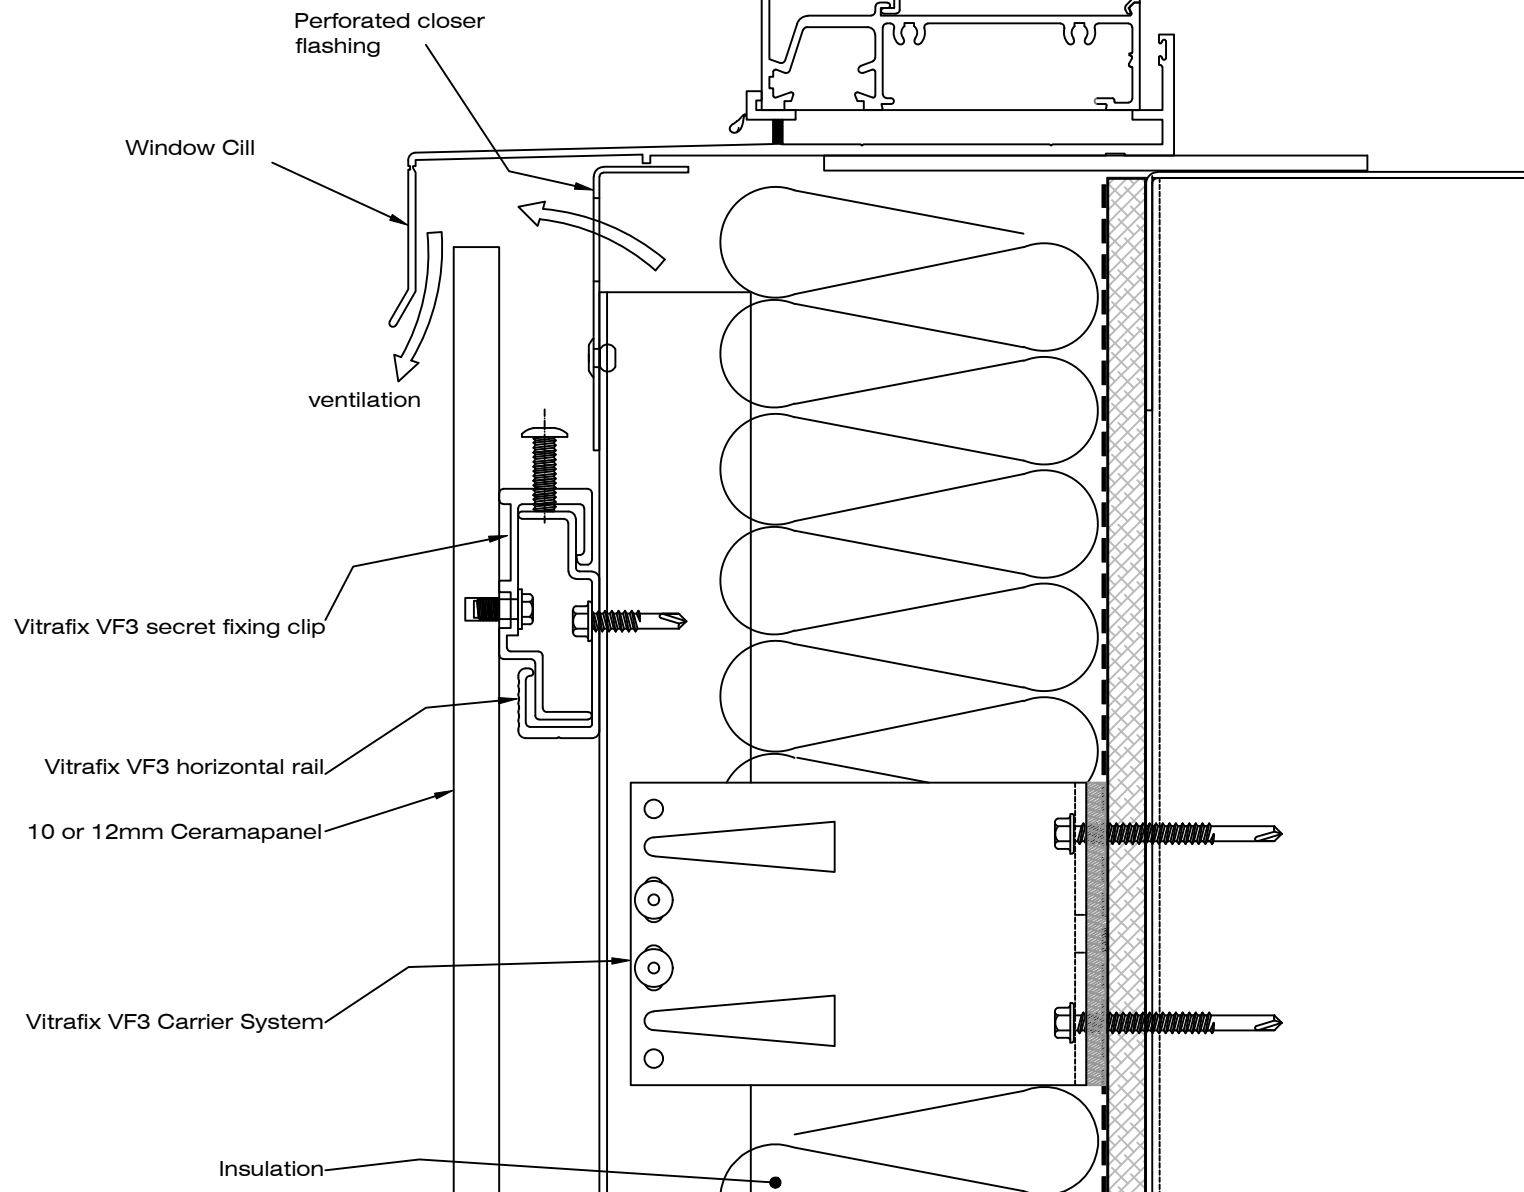 Perforated closer
flashing
Window Cill
ventilation
Vitrafix VF3 secret fixing clip
Vitrafix VF3 horizontal rail
10 or 12mm Ceramapanel
Vitrafix VF3 Carrier System
Insulation